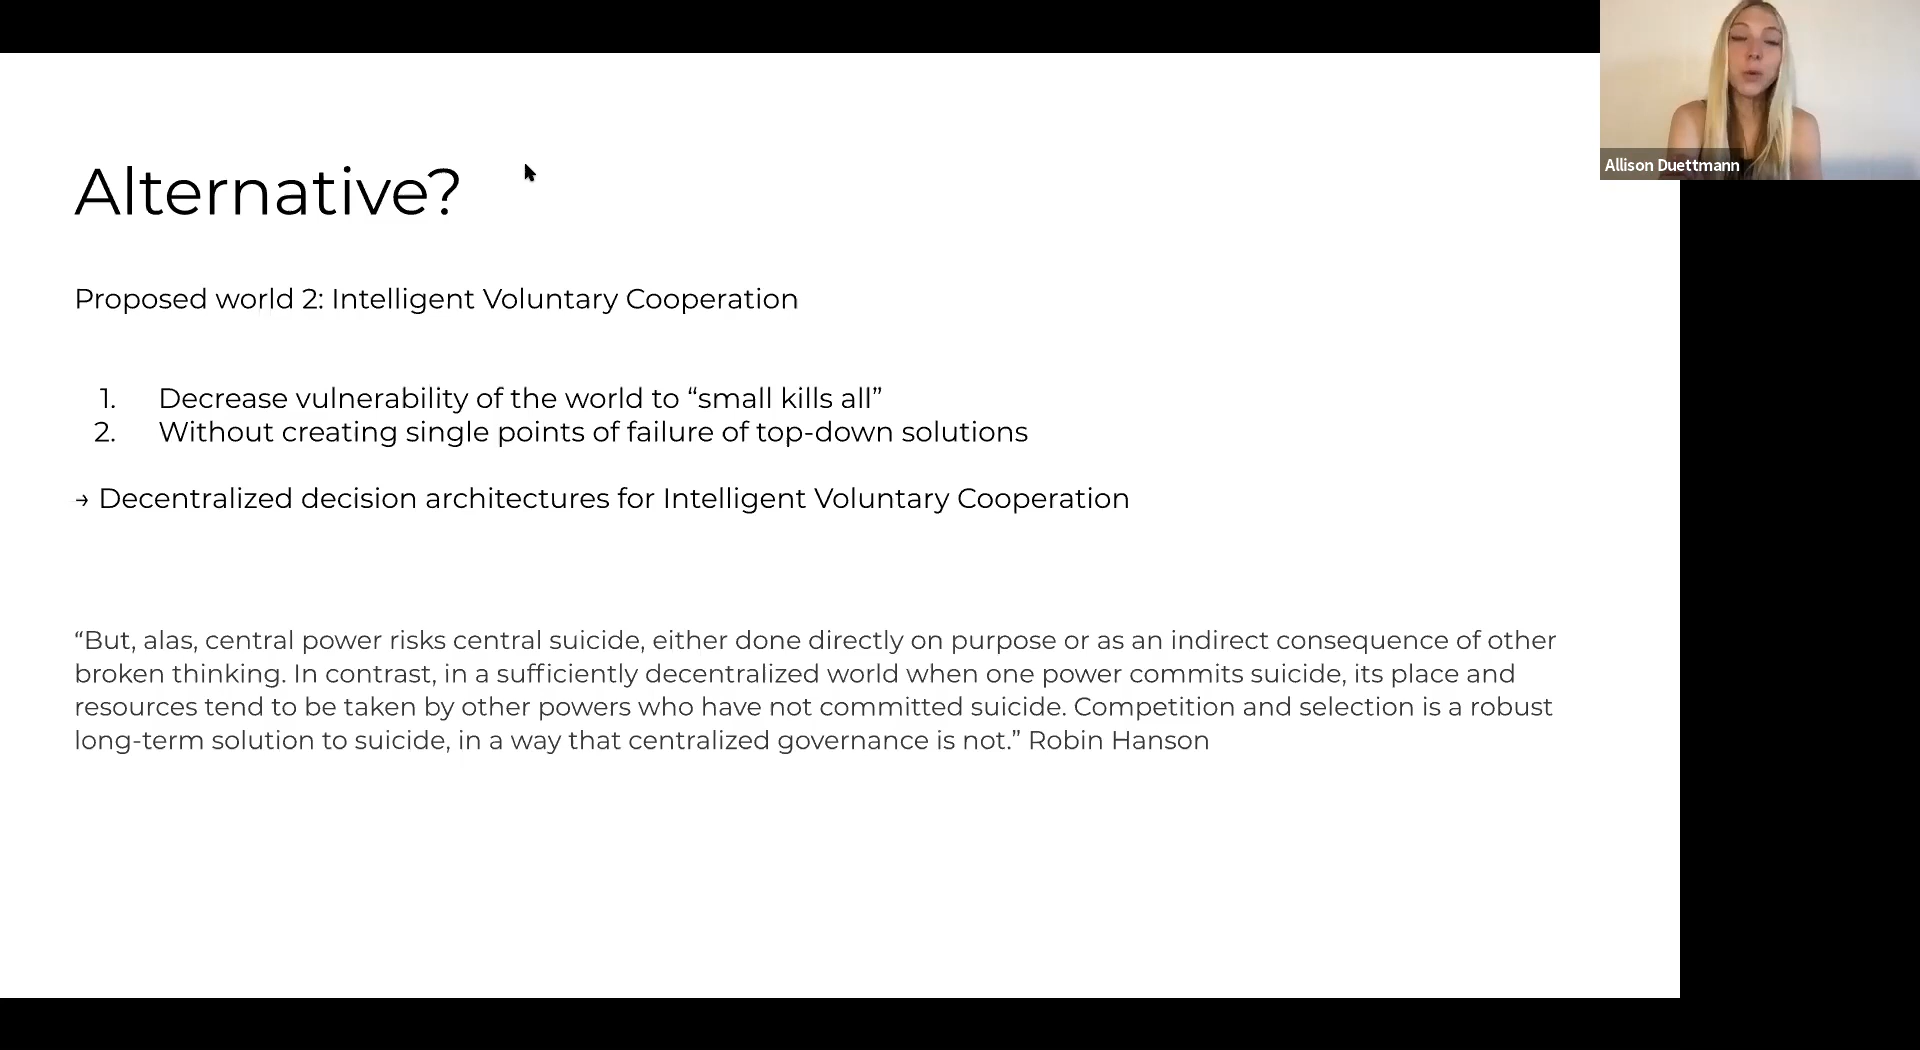 Allison Duettmann
Alternative?
Proposed world 2: Intelligent Voluntary Cooperation
1. Decrease vulnerability of the world to “small kills all”
2. Without creating single points of failure of top-down solutions
→ Decentralized decision architectures for Intelligent Voluntary Cooperation
“But, alas, central power risks central suicide, either done directly on purpose or as an indirect consequence of other
broken thinking. In contrast, in a sufficiently decentralized world when one power commits suicide, its place and
resources tend to be taken by other powers who have not committed suicide. Competition and selection is a robust
long-term solution to suicide, in a way that centralized governance is not.” Robin Hanson